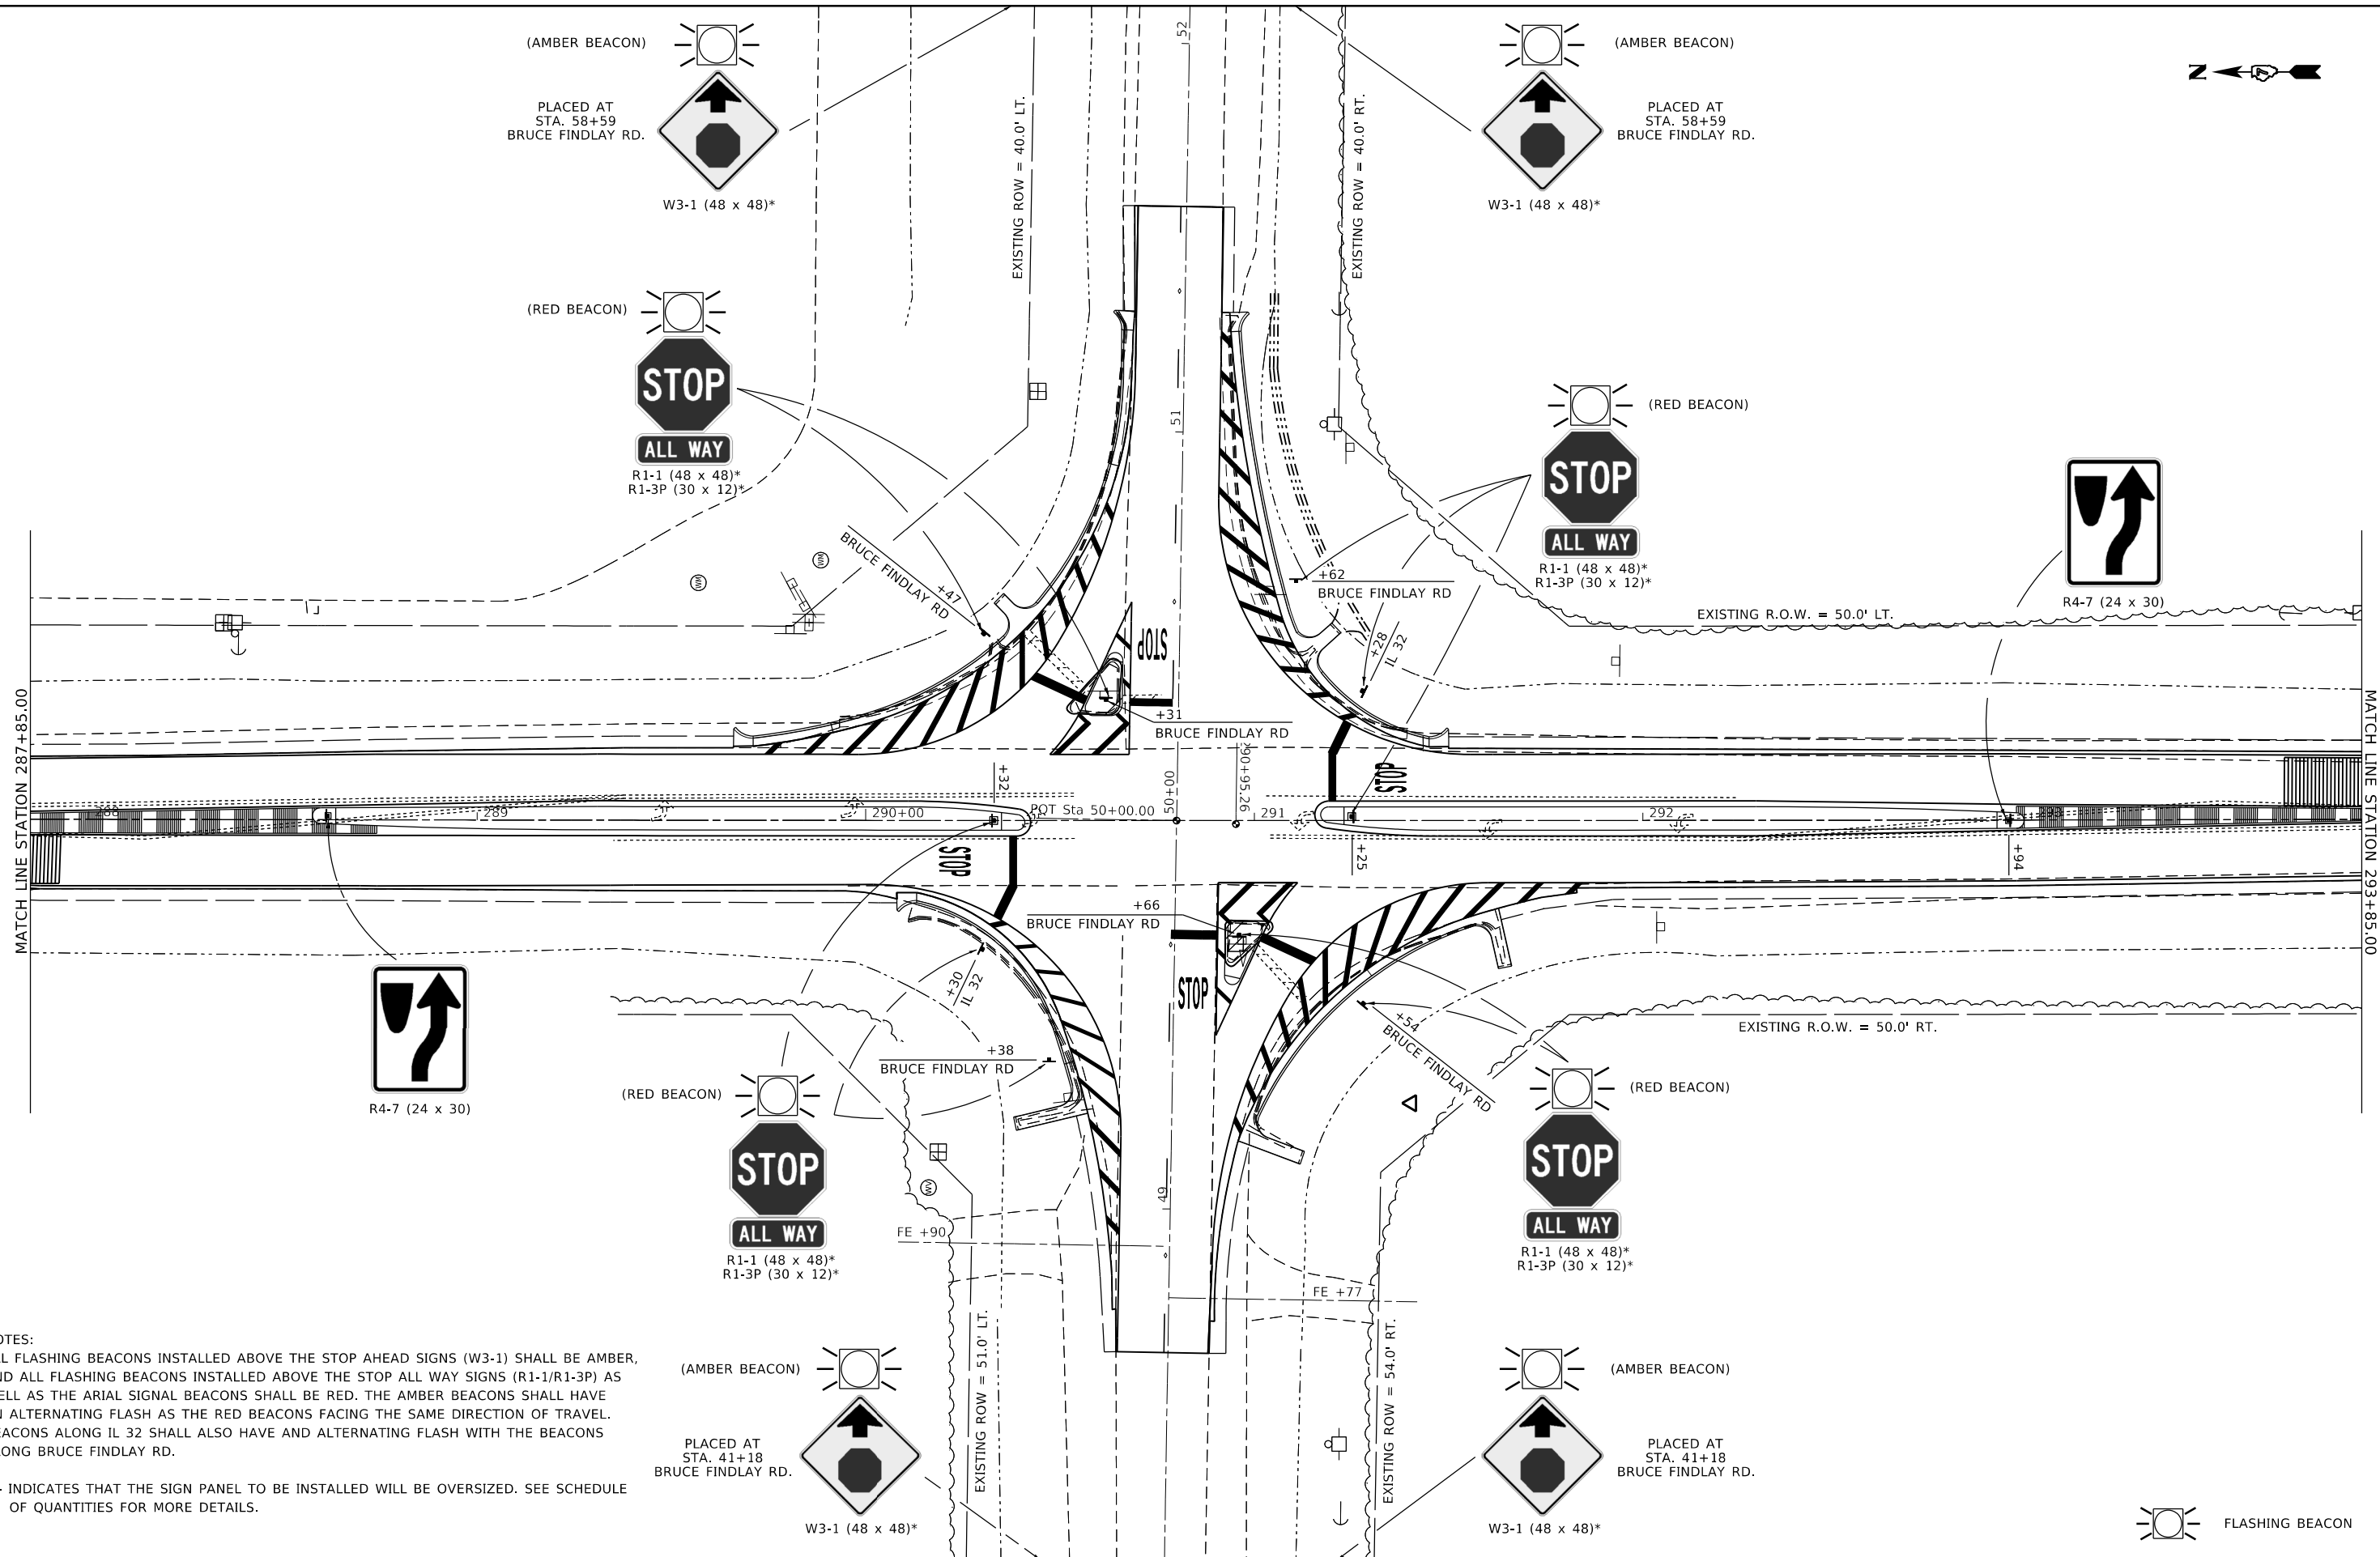 (AMBER BEACON)
PLACED AT
STA. 58+59
BRUCE FINDLAY RD.
W3-1 (48 x 48)*
EXISTING ROW = 40.0' LT.
52
EXISTING ROW = 40.0' RT.
(AMBER BEACON)
PLACED AT
STA. 58+59
BRUCE FINDLAY RD.
W3-1 (48 x 48)*
N
(RED BEACON)
STOP
ALL WAY
R1-1 (48 x 48)*
R1-3P (30 x 12)*
51
(RED BEACON)
STOP
ALL WAY
R1-1 (48 x 48)*
R1-3P (30 x 12)*
R4-7 (24 x 30)
WM
WM
+47
BRUCE FINDLAY RD
+62
BRUCE FINDLAY RD
+28
IL 32
EXISTING R.O.W. = 50.0' LT.
STOP
+31
BRUCE FINDLAY RD
MATCH LINE STATION 287+85.00
288
289
290+00
+32
POT Sta 50+00.00
50+00
290+95.26
291
STOP
292
293
MATCH LINE STATION 293+85.00
STOP
+25
+94
+66
BRUCE FINDLAY RD
STOP
+30
IL 32
+38
BRUCE FINDLAY RD
+54
BRUCE FINDLAY RD
EXISTING R.O.W. = 50.0' RT.
R4-7 (24 x 30)
(RED BEACON)
STOP
ALL WAY
R1-1 (48 x 48)*
R1-3P (30 x 12)*
WM
49
FE +90
FE +77
(RED BEACON)
STOP
ALL WAY
R1-1 (48 x 48)*
R1-3P (30 x 12)*
OTES:
L FLASHING BEACONS INSTALLED ABOVE THE STOP AHEAD SIGNS (W3-1) SHALL BE AMBER,
ND ALL FLASHING BEACONS INSTALLED ABOVE THE STOP ALL WAY SIGNS (R1-1/R1-3P) AS
ELL AS THE ARIAL SIGNAL BEACONS SHALL BE RED. THE AMBER BEACONS SHALL HAVE
N ALTERNATING FLASH AS THE RED BEACONS FACING THE SAME DIRECTION OF TRAVEL.
EACONS ALONG IL 32 SHALL ALSO HAVE AND ALTERNATING FLASH WITH THE BEACONS
LONG BRUCE FINDLAY RD.
- INDICATES THAT THE SIGN PANEL TO BE INSTALLED WILL BE OVERSIZED. SEE SCHEDULE
OF QUANTITIES FOR MORE DETAILS.
(AMBER BEACON)
PLACED AT
STA. 41+18
BRUCE FINDLAY RD.
W3-1 (48 x 48)*
EXISTING ROW = 51.0' LT.
EXISTING ROW = 54.0' RT.
(AMBER BEACON)
PLACED AT
STA. 41+18
BRUCE FINDLAY RD.
W3-1 (48 x 48)*
FLASHING BEACON